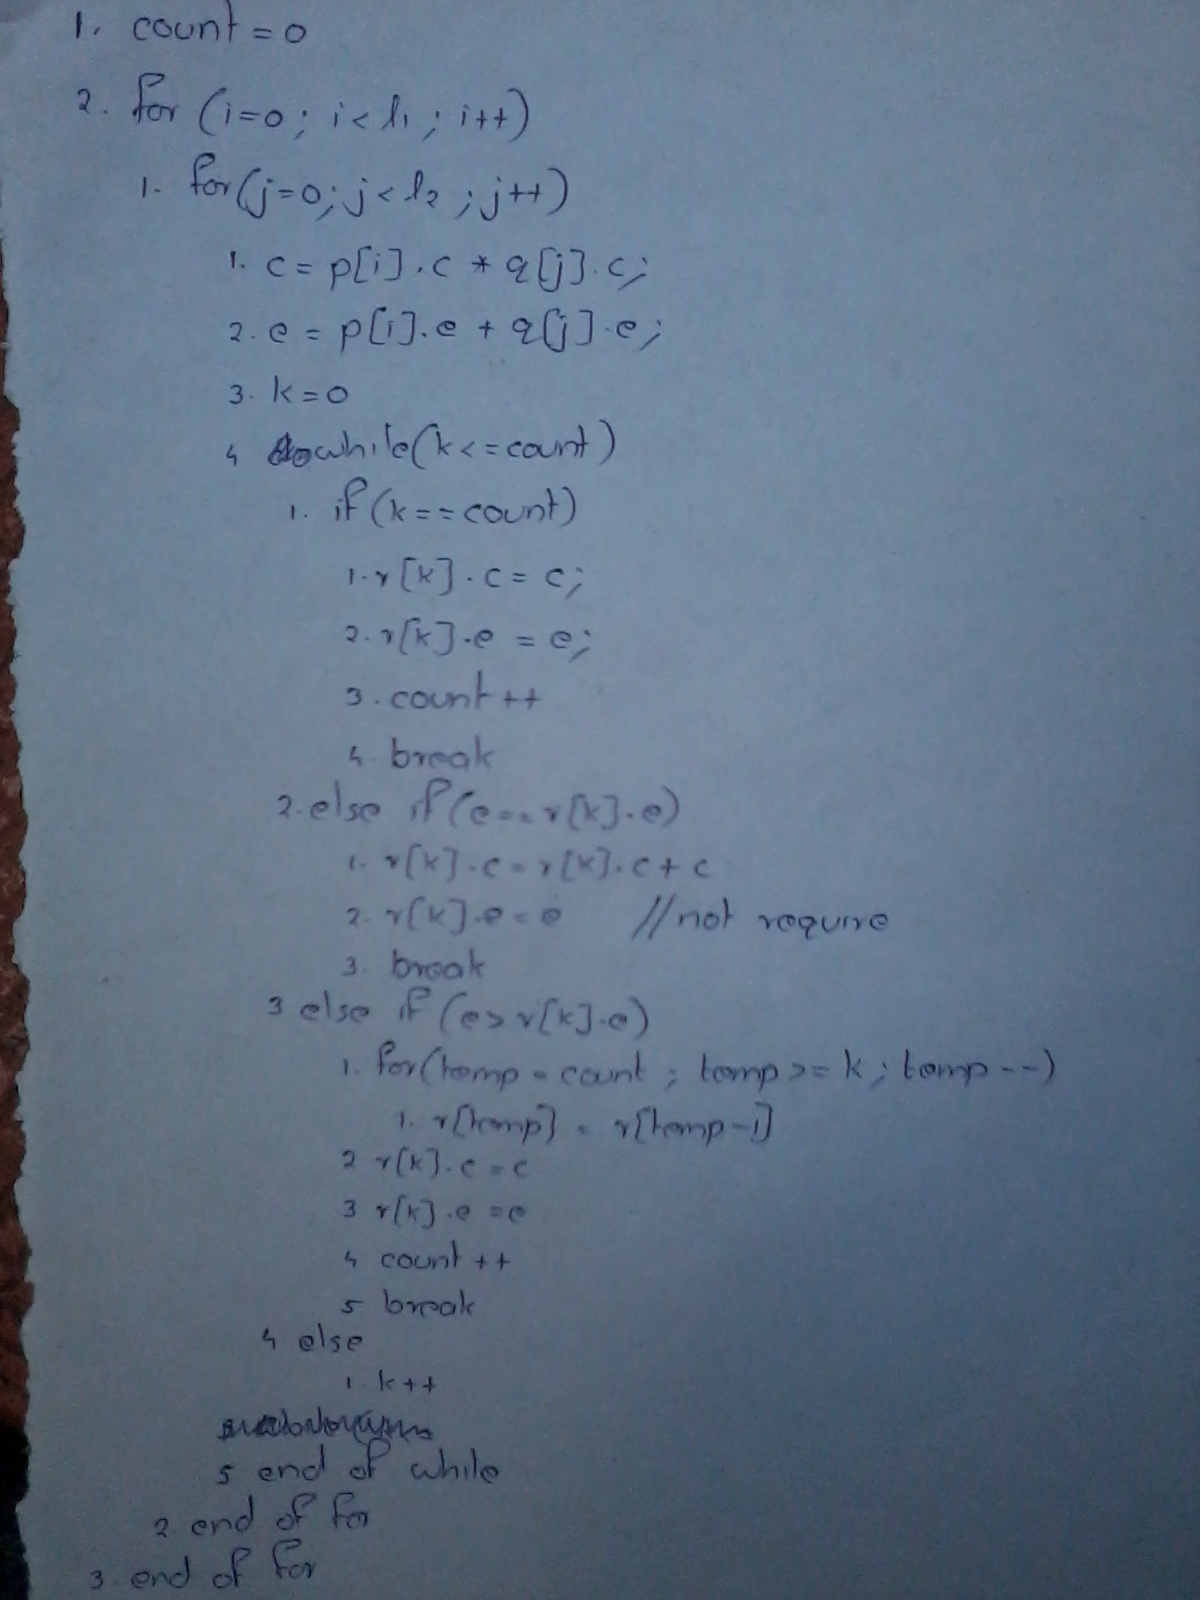 1. count = 0
2. for (i=0; i<l1; i++)
1. for(j=0; j<l2; j++)
1. c = p[i].c * q[j].c;
2. e = p[i].e + q[j].e;
3. k=0
4 while(k<=count)
1. if(k==count)
1. r[k].c = c;
2. r[k].e = e;
3. count++
4. break
2. else if(e==r[k].e)
1. r[k].c = r[k].c + c
2. r[k].e = e //not require
3. break
3 else if(e>r[k].e)
1. for(temp = count; temp>=k; temp--)
1. r[temp] = r[temp-1]
2 r[k].c = c
3 r[k].e = e
4 count++
5 break
4 else
1. k++
5 end of while
2. end of for
3. end of for